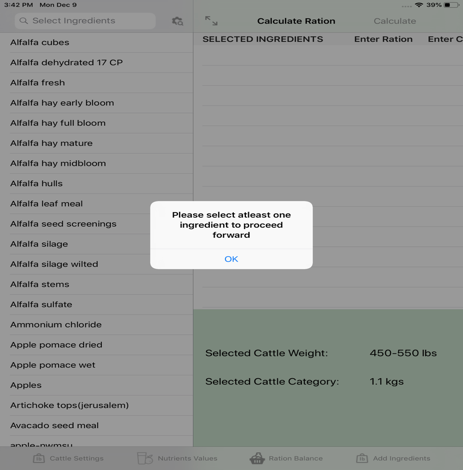 3:42 PM Mon Dec 9
39%
Select Ingredients
Calculate Ration
Calculate
SELECTED INGREDIENTS Enter Ration Enter C
Alfalfa cubes
Alfalfa dehydrated 17 CP
Alfalfa fresh
Alfalfa hay early bloom
Alfalfa hay full bloom
Alfalfa hay mature
Alfalfa hay midbloom
Alfalfa hulls
Alfalfa leaf meal
Alfalfa seed screenings
Alfalfa silage
Alfalfa silage wilted
Alfalfa stems
Alfalfa sulfate
Ammonium chloride
Apple pomace dried
Apple pomace wet
Apples
Artichoke tops(jerusalem)
Avacado seed meal
apple-nwmsu
Please select atleast one
ingredient to proceed
forward
OK
Selected Cattle Weight: 450-550 lbs
Selected Cattle Category: 1.1 kgs
Cattle Settings
Nutrients Values
Ration Balance
Add Ingredients